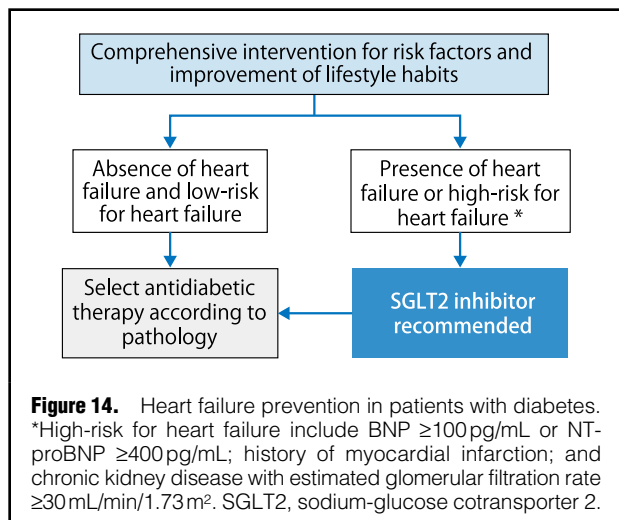 Comprehensive intervention for risk factors and
improvement of lifestyle habits
Absence of heart
failure and low-risk
for heart failure
Presence of heart
failure or high-risk for
heart failure *
Select antidiabetic
therapy according to
pathology
SGLT2 inhibitor
recommended
Figure 14. Heart failure prevention in patients with diabetes.
*High-risk for heart failure include BNP ≥100 pg/mL or NT-
proBNP ≥400 pg/mL; history of myocardial infarction; and
chronic kidney disease with estimated glomerular filtration rate
≥30 mL/min/1.73 m². SGLT2, sodium-glucose cotransporter 2.